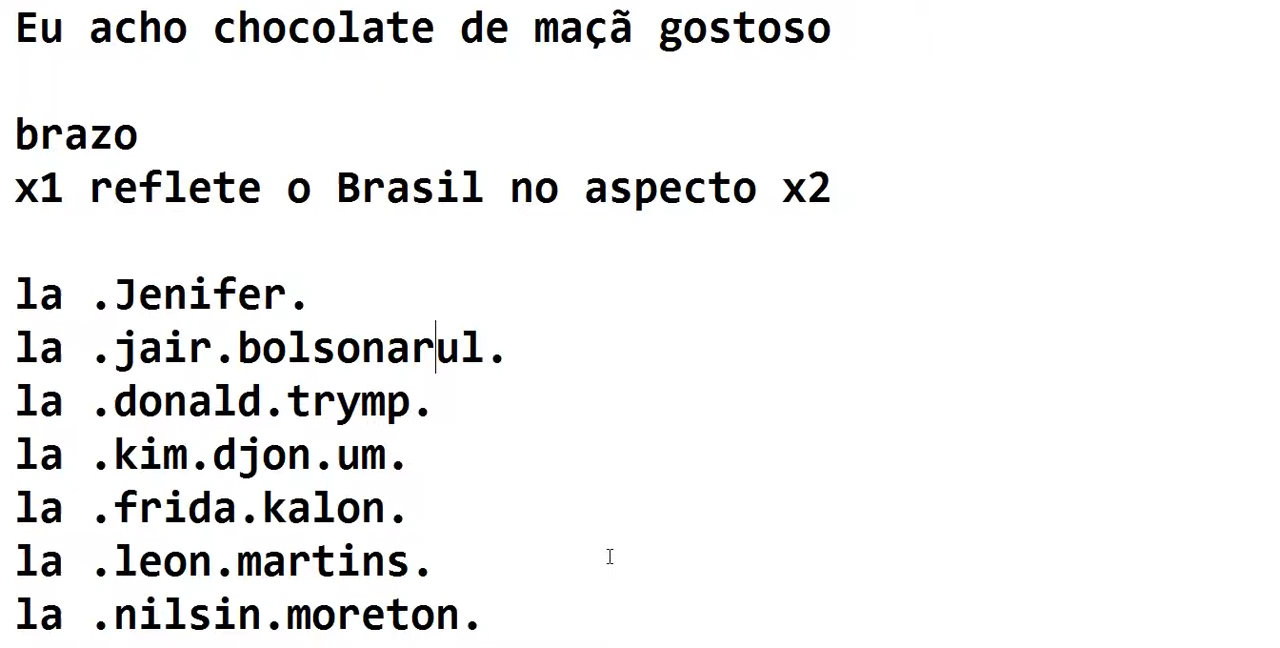 Eu acho chocolate de maçã gostoso
brazo
x1 reflete o Brasil no aspecto x2
la .Jenifer.
la .jair.bolsonarul.
la .donald.trymp.
la .kim.djon.um.
la .frida.kalon.
la .leon.martins.
la .nilsin.moreton.